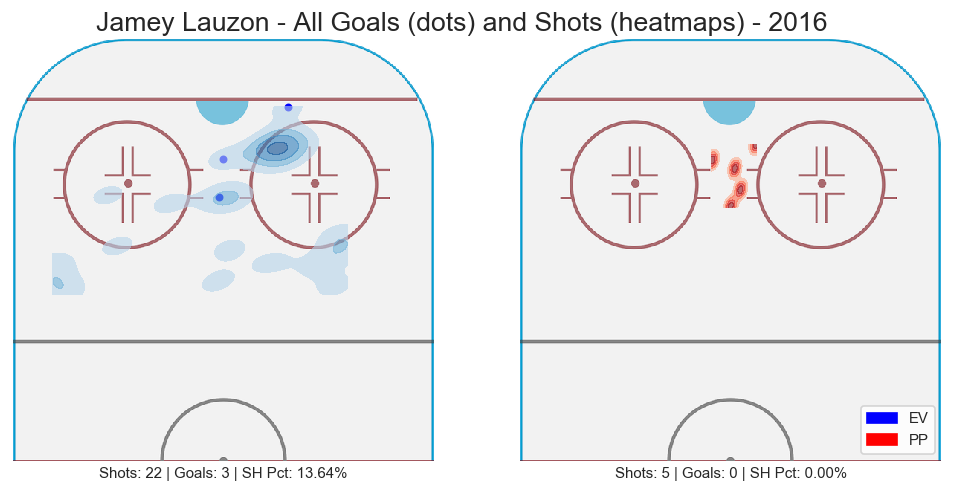 Jamey Lauzon - All Goals (dots) and Shots (heatmaps) - 2016
EV
PP
Shots: 22 | Goals: 3 | SH Pct: 13.64%
Shots: 5 | Goals: 0 | SH Pct: 0.00%